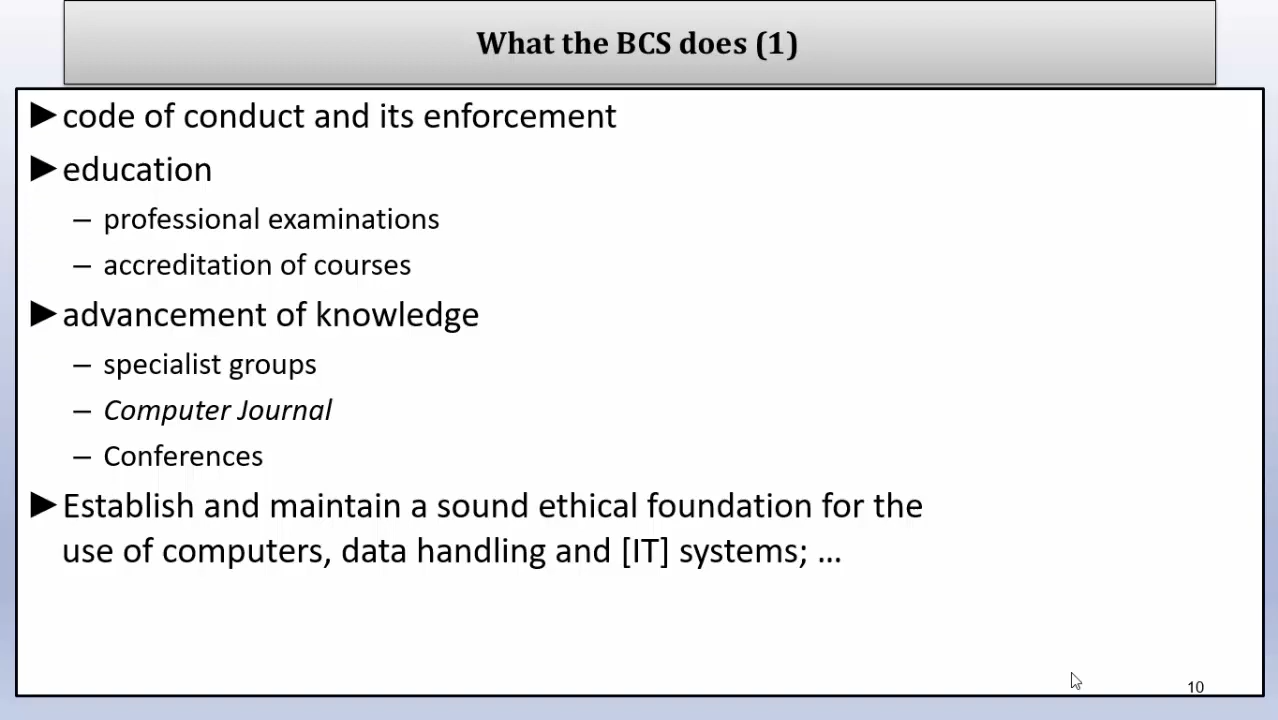 What the BCS does (1)
►code of conduct and its enforcement
►education
– professional examinations
– accreditation of courses
►advancement of knowledge
– specialist groups
– Computer Journal
– Conferences
►Establish and maintain a sound ethical foundation for the
use of computers, data handling and [IT] systems; …
10